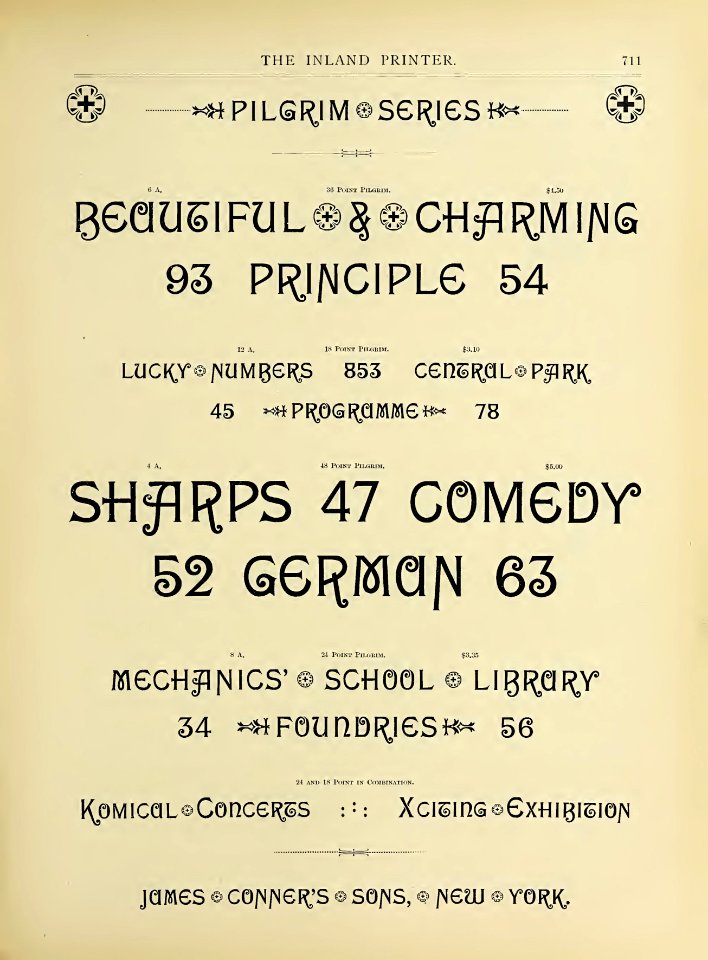 THE INLAND PRINTER. 711
PILGRIM SERIES
6 A, 36 POINT PILGRIM. $4.50
BEAUTIFUL & CHARMING
93 PRINCIPLE 54
12 A, 18 POINT PILGRIM. $3.10
LUCKY NUMBERS 853 CENTRAL PARK
45 PROGRAMME 78
4 A, 48 POINT PILGRIM, $5.00
SHARPS 47 COMEDY
52 GERMAN 63
8 A, 24 POINT PILGRIM. $3.35
MECHANICS' SCHOOL LIBRARY
34 FOUNDRIES 56
24 AND 18 POINT IN COMBINATION.
KOMICAL CONCERTS XCITING EXHIBITION
JAMES CONNER'S SONS, NEW YORK.